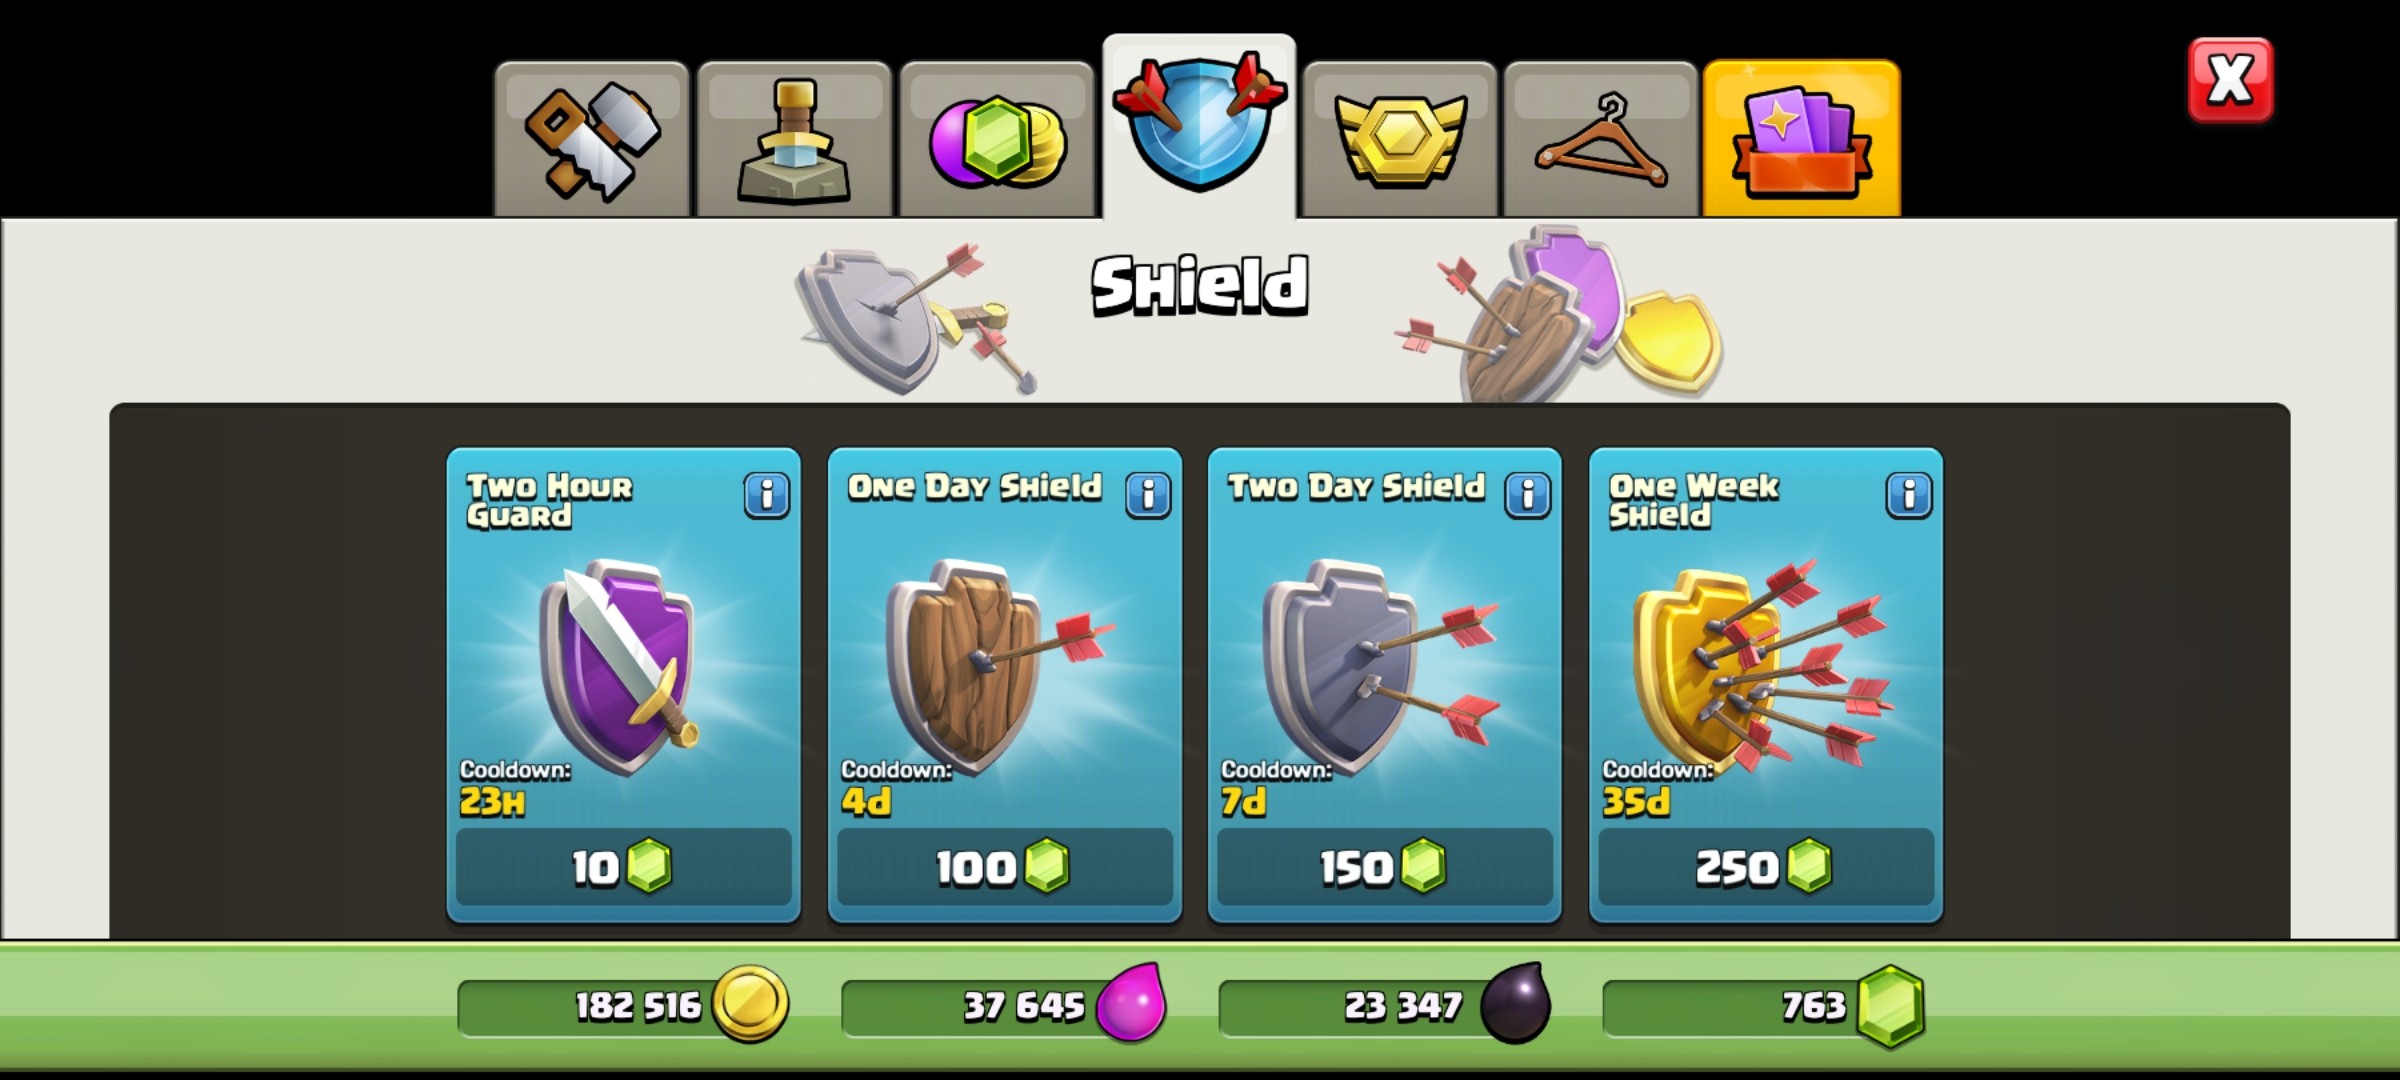 X
Shield
Two Hour
Guard
i
Cooldown:
23H
10
One Day Shield
i
Cooldown:
4d
100
Two Day Shield
i
Cooldown:
7d
150
One Week
Shield
i
Cooldown:
35d
250
182 516
37 645
23 347
763